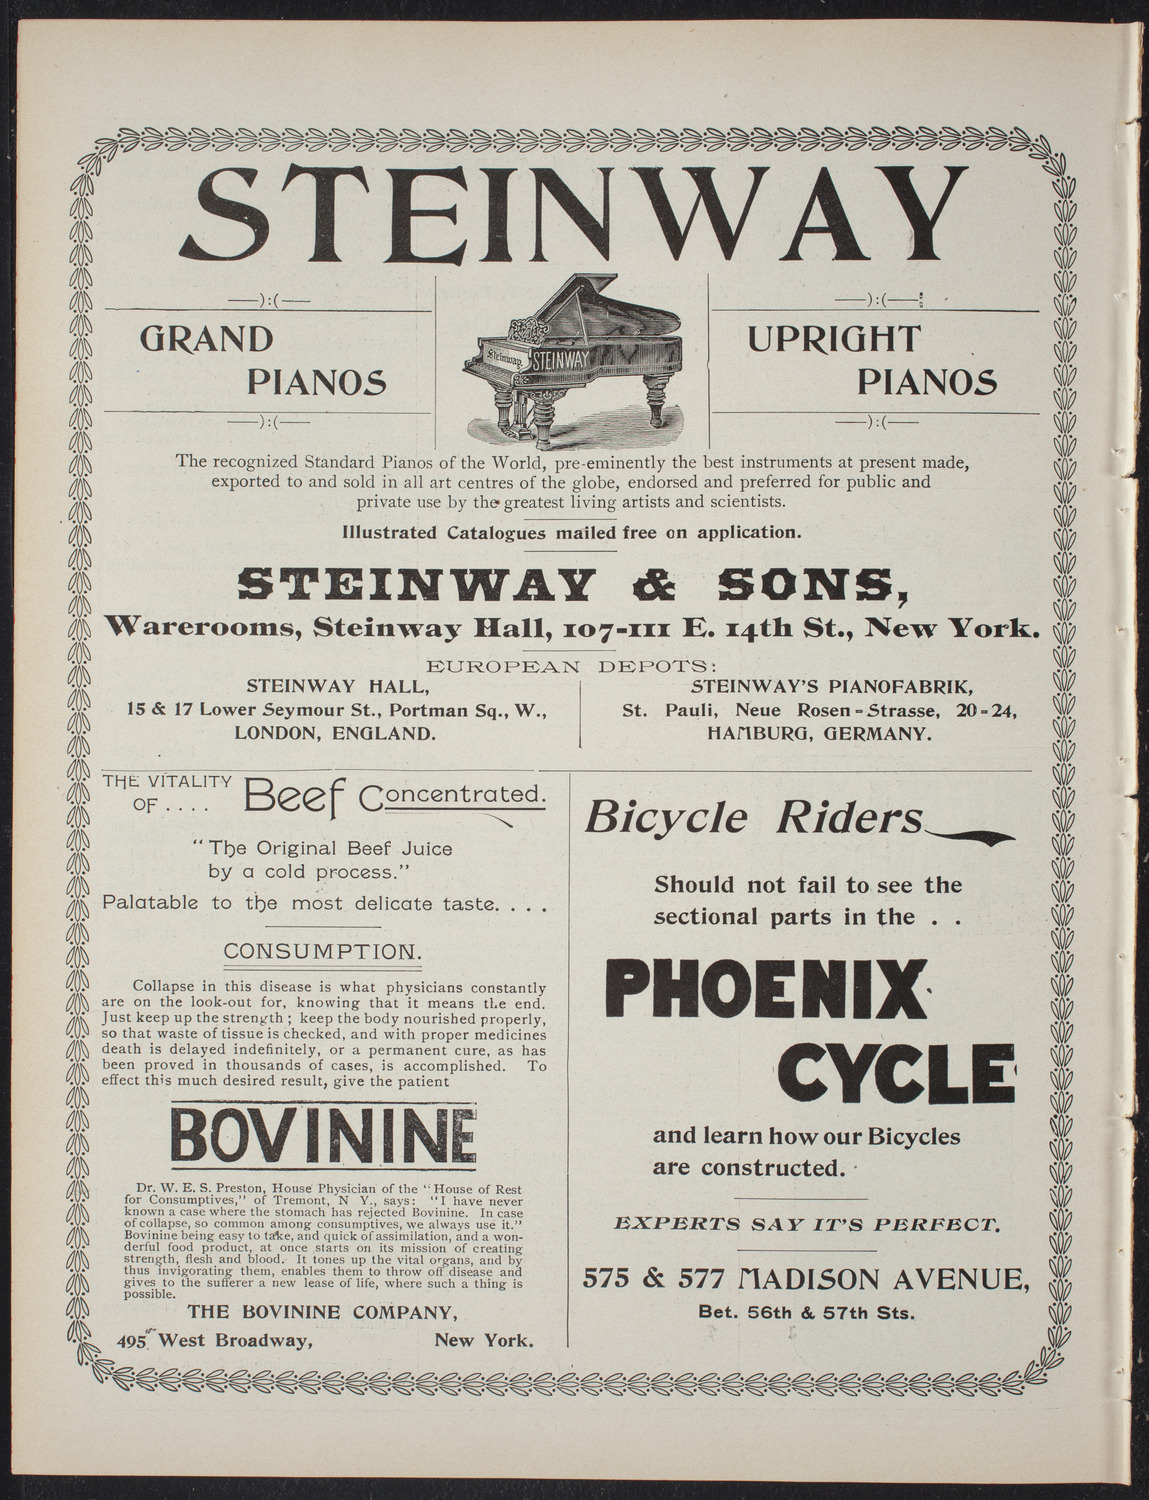 STEINWAY
GRAND
PIANOS
Steinway
STEINWAY
UPRIGHT
PIANOS
The recognized Standard Pianos of the World, pre-eminently the best instruments at present made,
exported to and sold in all art centres of the globe, endorsed and preferred for public and
private use by the greatest living artists and scientists.
Illustrated Catalogues mailed free on application.
STEINWAY & SONS,
Warerooms, Steinway Hall, 107-111 E. 14th St., New York.
EUROPEAN DEPOTS:
STEINWAY HALL,
15 & 17 Lower Seymour St., Portman Sq., W.,
LONDON, ENGLAND.
STEINWAY'S PIANOFABRIK,
St. Pauli, Neue Rosen-Strasse, 20-24,
HAMBURG, GERMANY.
THE VITALITY
OF . . . .
Beef Concentrated.
"The Original Beef Juice
by a cold process."
Palatable to the most delicate taste. . . .
CONSUMPTION.
Collapse in this disease is what physicians constantly
are on the look-out for, knowing that it means the end.
Just keep up the strength; keep the body nourished properly,
so that waste of tissue is checked, and with proper medicines
death is delayed indefinitely, or a permanent cure, as has
been proved in thousands of cases, is accomplished. To
effect this much desired result, give the patient
BOVININE
Dr. W. E. S. Preston, House Physician of the "House of Rest
for Consumptives," of Tremont, N Y., says: "I have never
known a case where the stomach has rejected Bovinine. In case
of collapse, so common among consumptives, we always use it."
Bovinine being easy to take, and quick of assimilation, and a won-
derful food product, at once starts on its mission of creating
strength, flesh and blood. It tones up the vital organs, and by
thus invigorating them, enables them to throw off disease and
gives to the sufferer a new lease of life, where such a thing is
possible.
THE BOVININE COMPANY,
495 West Broadway, New York.
Bicycle Riders
Should not fail to see the
sectional parts in the . .
PHOENIX
CYCLE
and learn how our Bicycles
are constructed.
EXPERTS SAY IT'S PERFECT.
575 & 577 MADISON AVENUE,
Bet. 56th & 57th Sts.